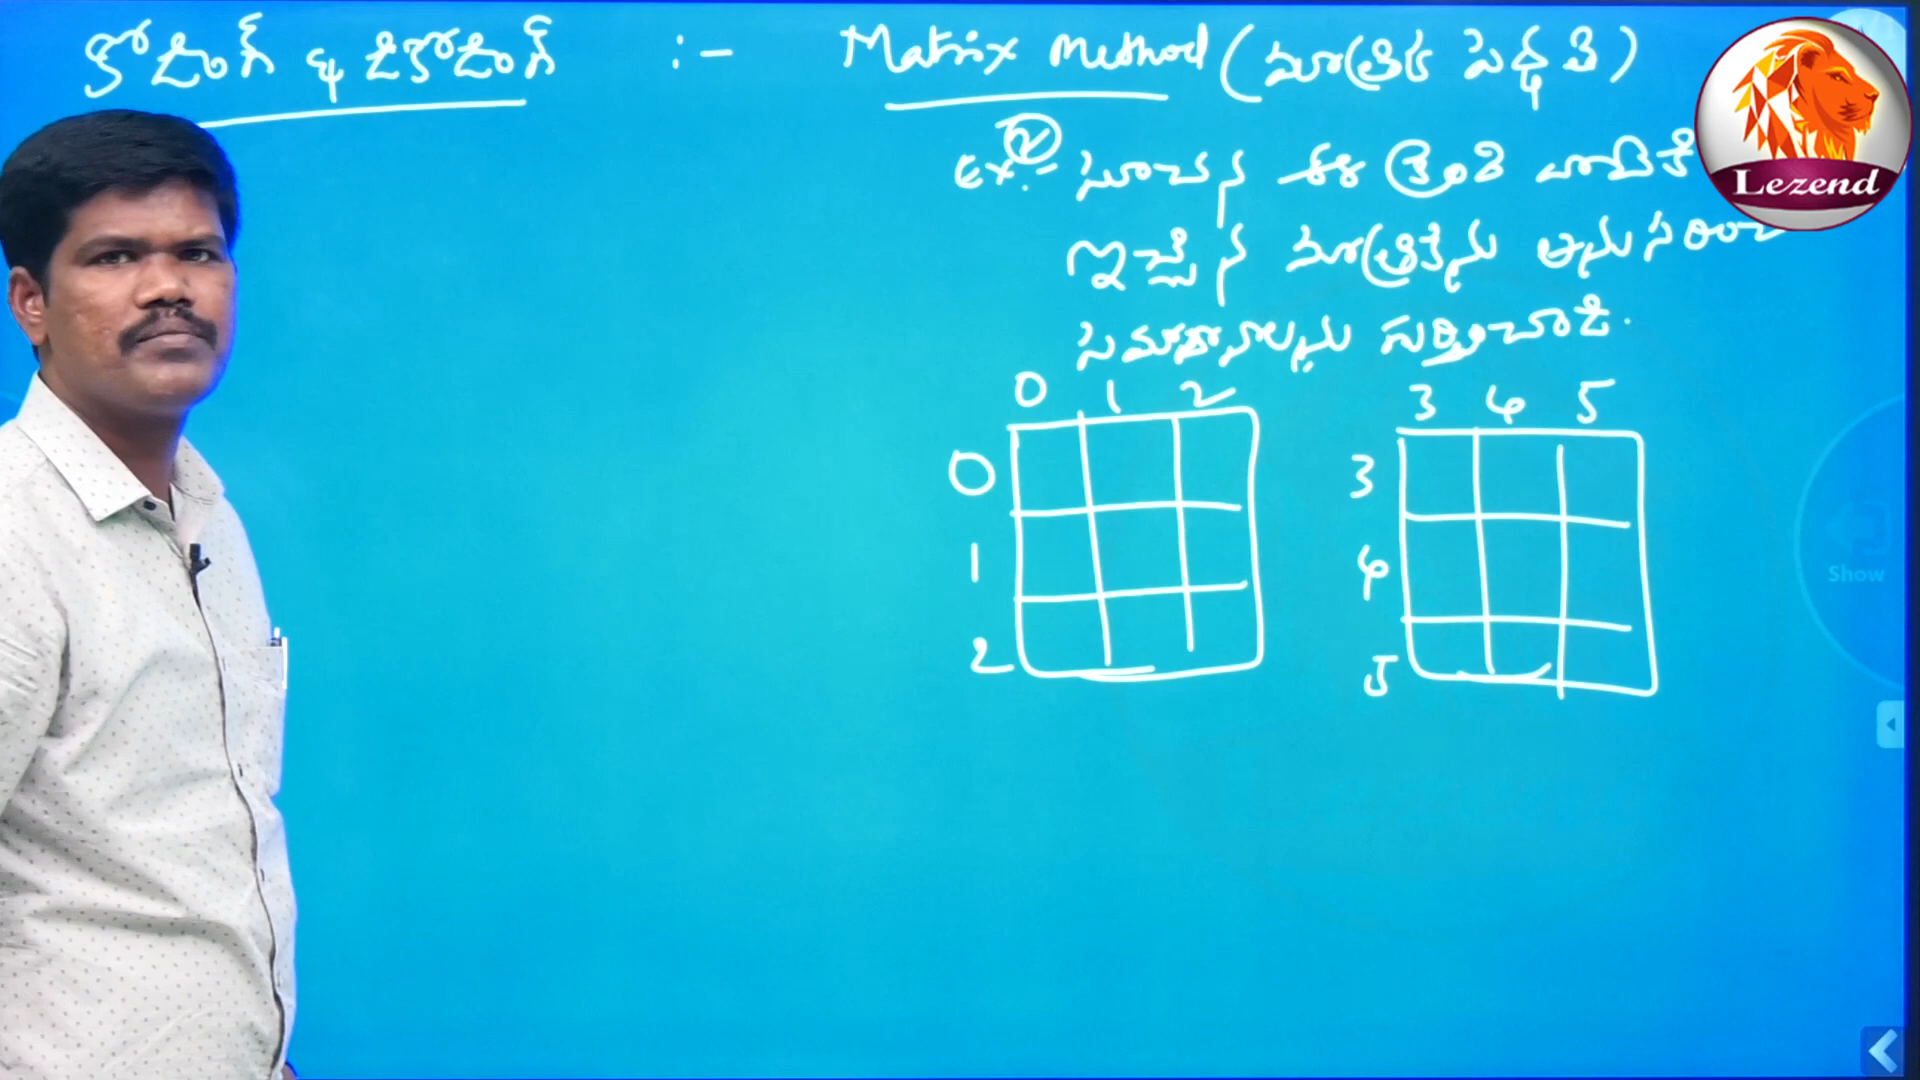 కోడింగ్ & డికోడింగ్ :- Matrix Method (మాత్రిక పద్ధతి)
Ex:- సూచన ఈ క్రింది వాటికి
ఇచ్చిన మాత్రికను అనుసరించి
సమాధానాలను గుర్తించాడి.
0 1 2
3 4 5
0
3
1
4
2
5
Lezend
Show